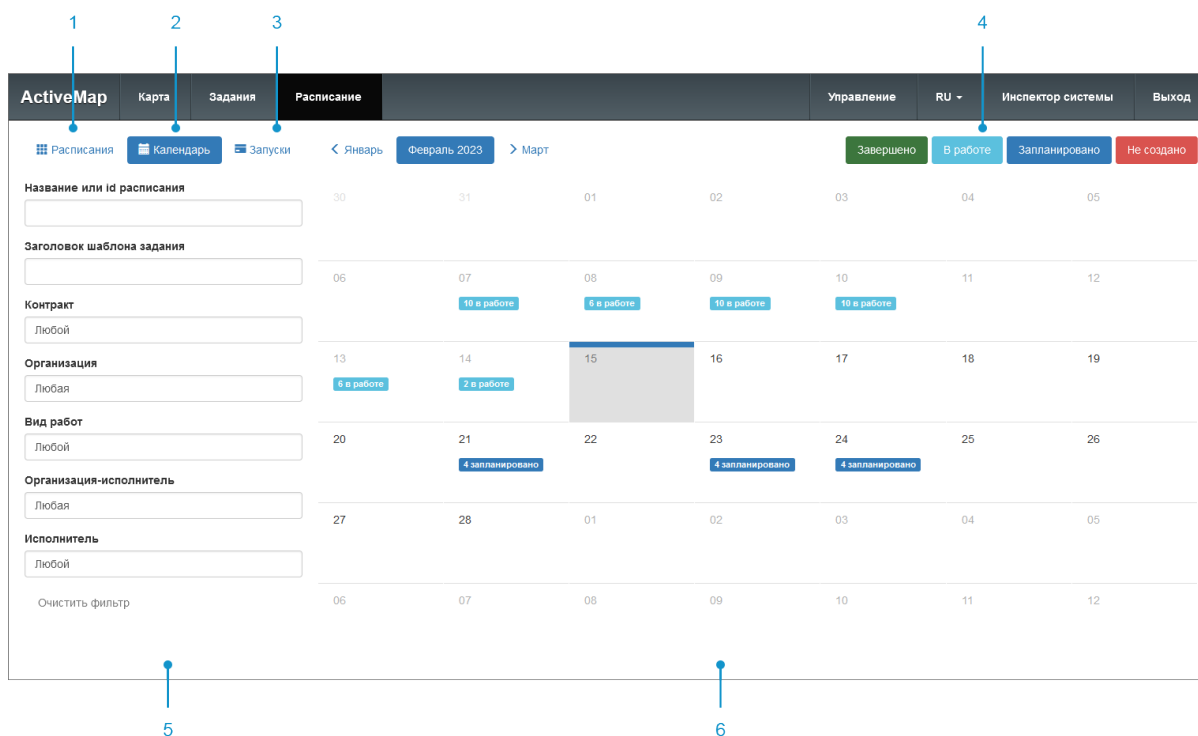 1 2 3 4
ActiveMap Карта Задания Расписание Управление RU Инспектор системы Выход
Расписания Календарь Запуски Январь Февраль 2023 Март Завершено В работе Запланировано Не создано
Название или id расписания
Заголовок шаблона задания
Контракт
Любой
Организация
Любая
Вид работ
Любой
Организация-исполнитель
Любая
Исполнитель
Любой
Очистить фильтр
30 31 01 02 03 04 05
06 07 08 09 10 11 12
10 в работе 6 в работе 10 в работе 10 в работе
13 14 15 16 17 18 19
6 в работе 2 в работе
20 21 22 23 24 25 26
4 запланировано 4 запланировано 4 запланировано
27 28 01 02 03 04 05
06 07 08 09 10 11 12
5 6